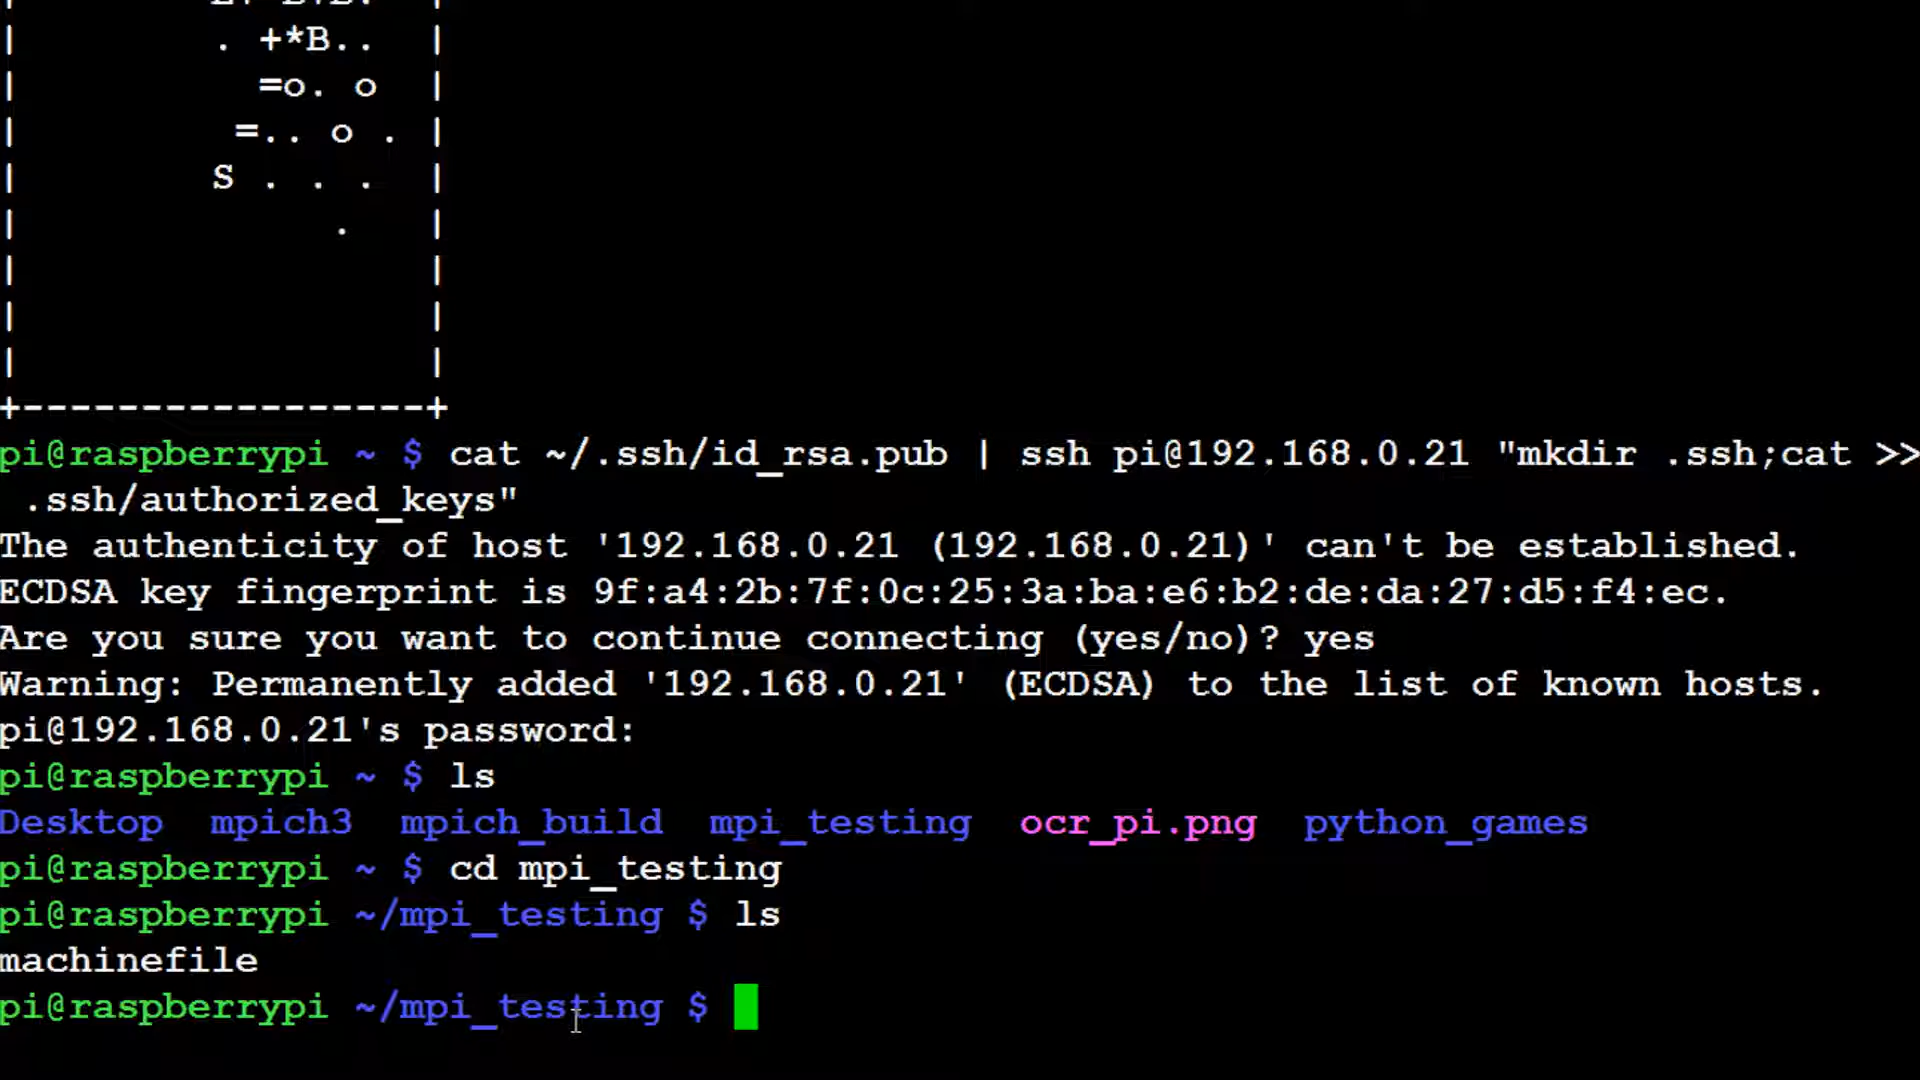 | . +*B.. |
| =o. o |
| =.. o . |
| S . . . |
| . |
| |
| |
| |
+-----------------+
pi@raspberrypi ~ $ cat ~/.ssh/id_rsa.pub | ssh pi@192.168.0.21 "mkdir .ssh;cat >>
 .ssh/authorized_keys"
The authenticity of host '192.168.0.21 (192.168.0.21)' can't be established.
ECDSA key fingerprint is 9f:a4:2b:7f:0c:25:3a:ba:e6:b2:de:da:27:d5:f4:ec.
Are you sure you want to continue connecting (yes/no)? yes
Warning: Permanently added '192.168.0.21' (ECDSA) to the list of known hosts.
pi@192.168.0.21's password:
pi@raspberrypi ~ $ ls
Desktop mpich3 mpich_build mpi_testing ocr_pi.png python_games
pi@raspberrypi ~ $ cd mpi_testing
pi@raspberrypi ~/mpi_testing $ ls
machinefile
pi@raspberrypi ~/mpi_testing $